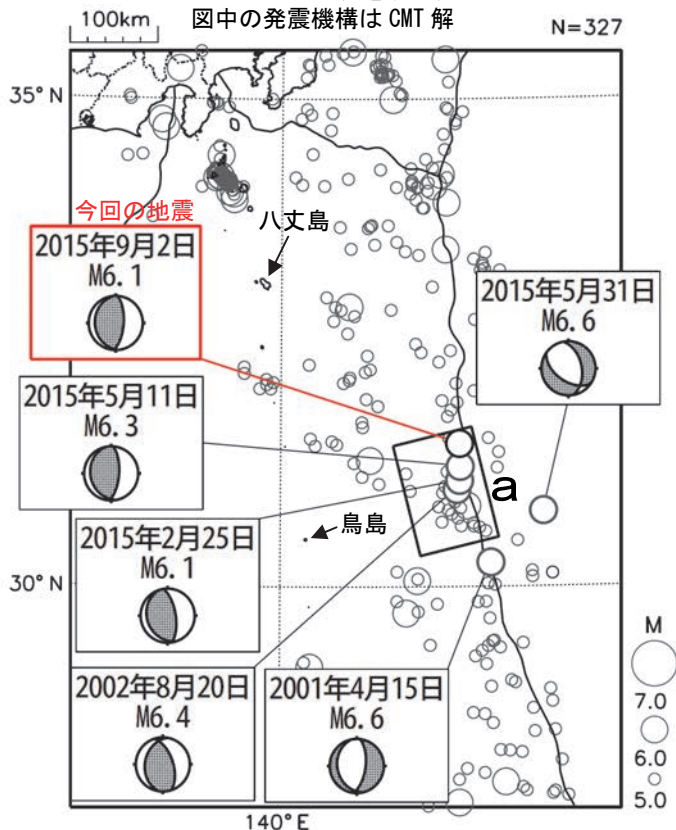 図中の発震機構は CMT 解
100km
N=327
35°N
今回の地震
2015年9月2日
M6.1
八丈島
2015年5月31日
M6.6
2015年5月11日
M6.3
a
2015年2月25日
M6.1
鳥島
30°N
2002年8月20日
M6.4
2001年4月15日
M6.6
M
7.0
6.0
5.0
140°E